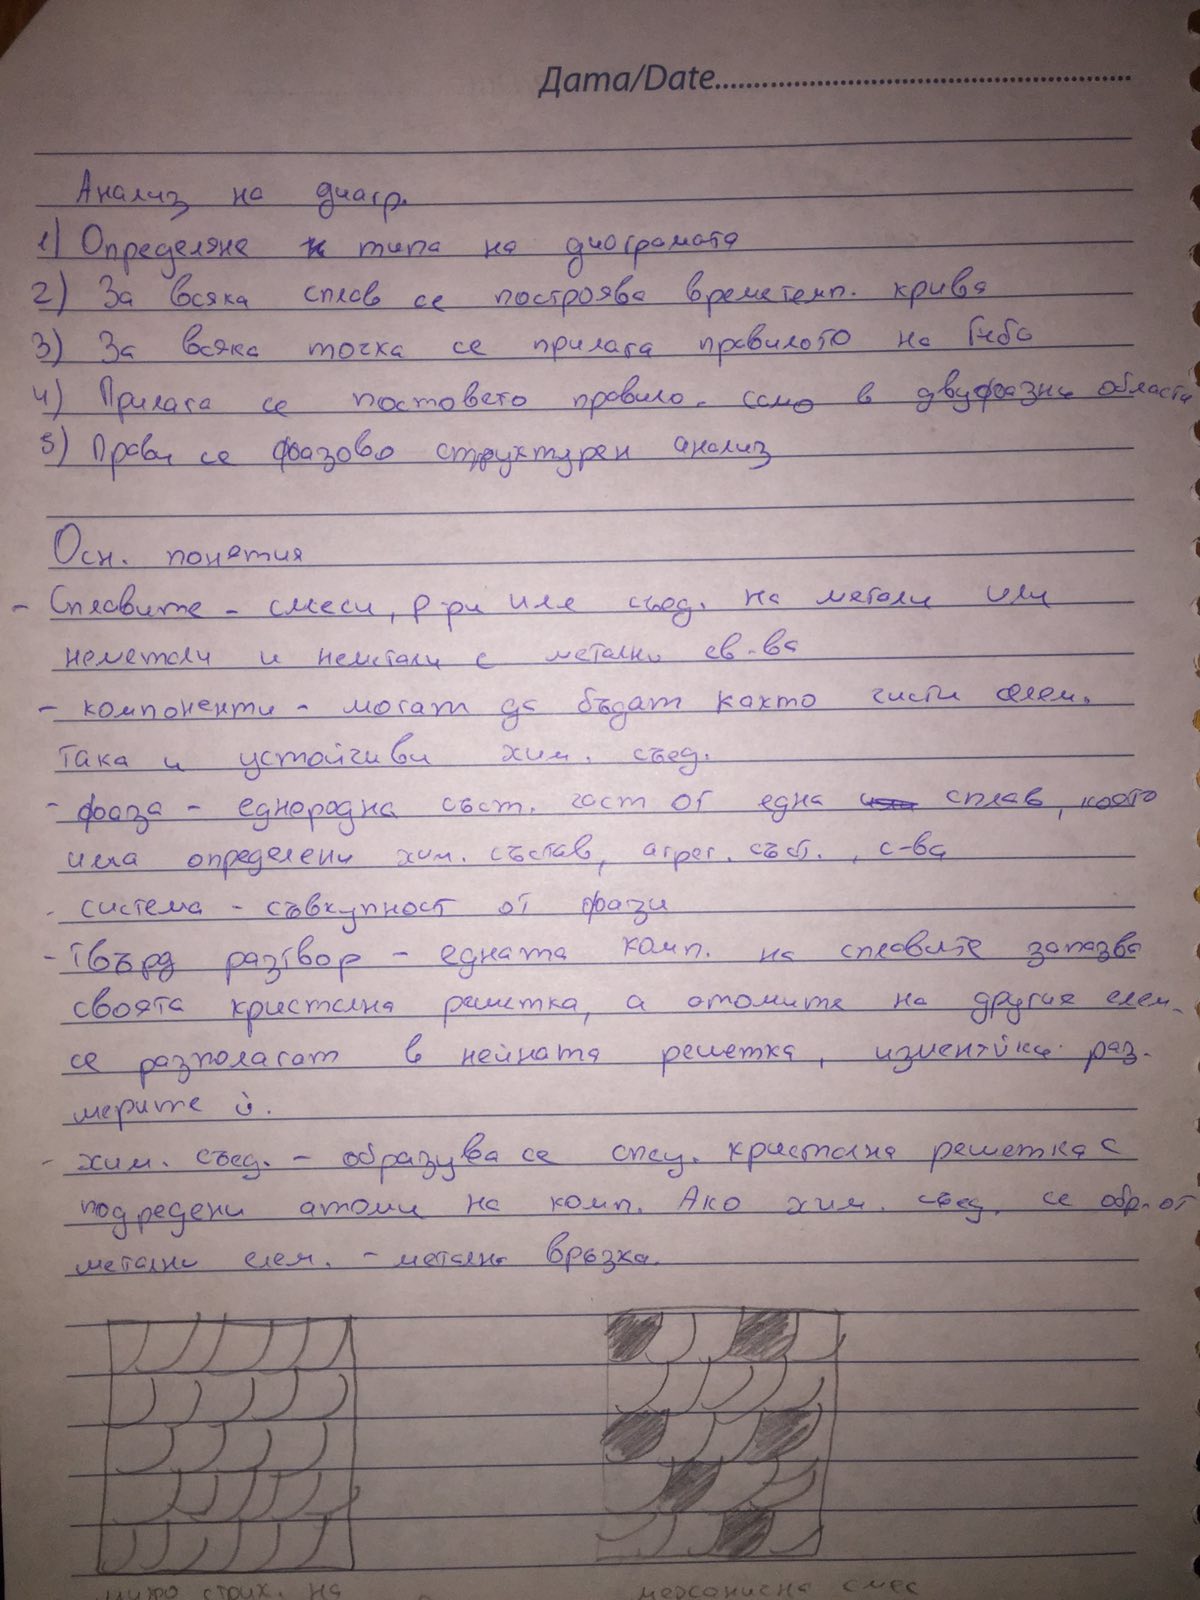 Дата/Date
Анализ на диагр.
1) Определяне типа на диаграмата
2) За всяка сплав се построява времетемп. крива
3) За всяка точка се прилага правилото на Гибс
4) Прилага се лостовето правило - само в двуфазни области
5) Прави се фазово структурен анализ
Осн. понятия
- Сплавите - смеси, р-ри или съед. на метали или
неметали и неметали с метални св-ва
- компоненти - могат да бъдат както чисти елем.
така и устойчиви хим. съед.
- фаза - еднородна съст. част от една сплав, която
има определени хим. състав, агрег. съст., с-ва
- система - съвкупност от фази
- Твърд разтвор - едната комп. на сплавите запазва
своята кристална решетка, а атомите на другия елем.
се разполагат в нейната решетка, изменяйки раз-
мерите ѝ.
- хим. съед. - образува се спец. кристална решетка с
подредени атоми на комп. Ако хим. съед. се обр. от
метални елем. - метална връзка.
микрострук. на
механична смес